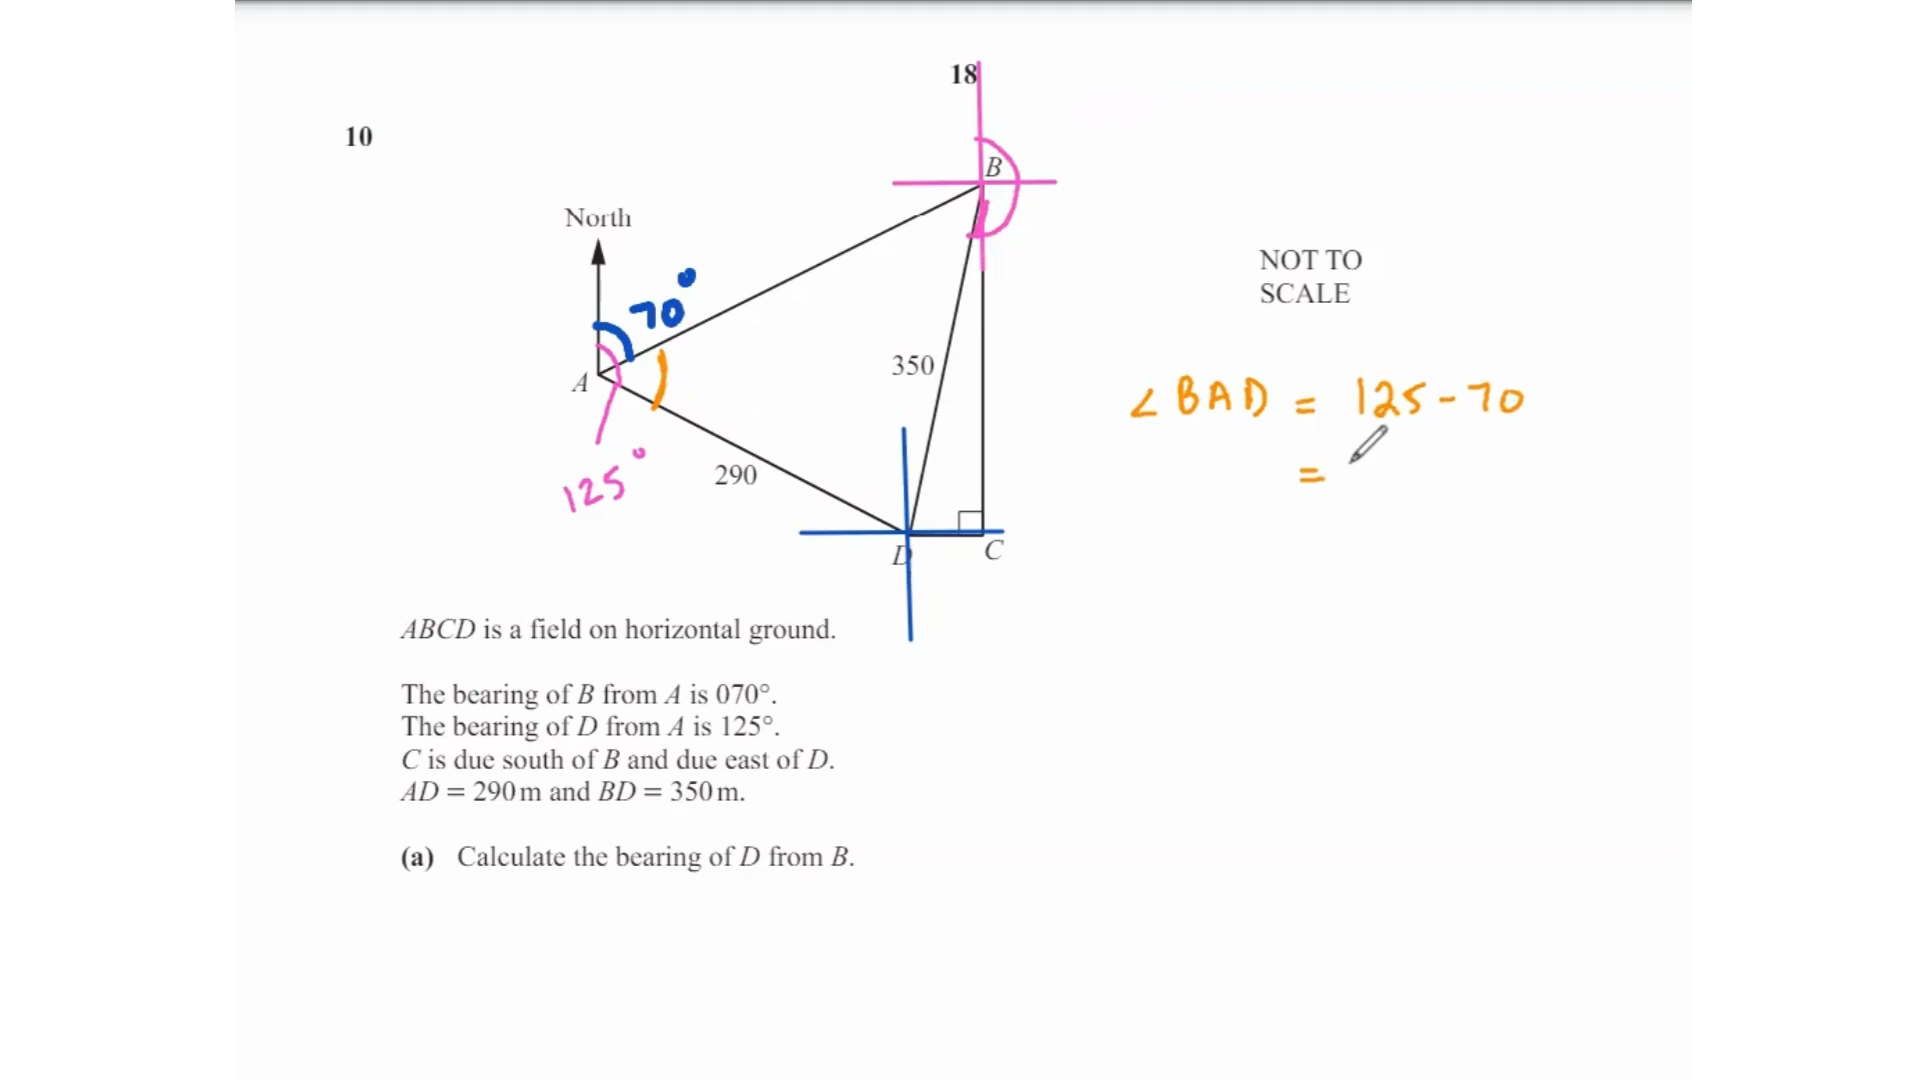 18
10
B
North
70°
NOT TO
SCALE
A
350
∠BAD = 125-70
=
290
125°
D
C
ABCD is a field on horizontal ground.
The bearing of B from A is 070°.
The bearing of D from A is 125°.
C is due south of B and due east of D.
AD = 290 m and BD = 350 m.
(a) Calculate the bearing of D from B.